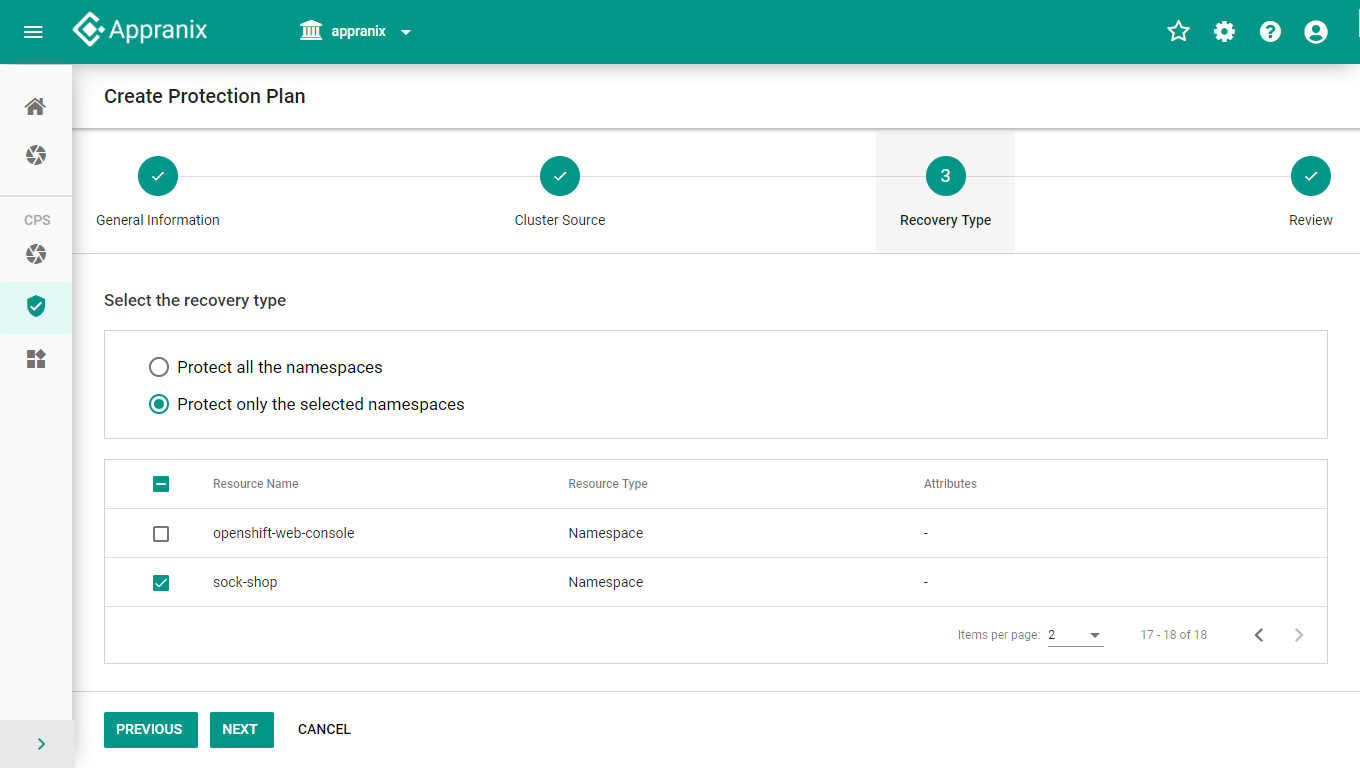 Appranix
appranix
Create Protection Plan
General Information
Cluster Source
3
Recovery Type
Review
CPS
Select the recovery type
Protect all the namespaces
Protect only the selected namespaces
Resource Name Resource Type Attributes
openshift-web-console Namespace -
sock-shop Namespace -
Items per page: 2 17 - 18 of 18
PREVIOUS NEXT CANCEL